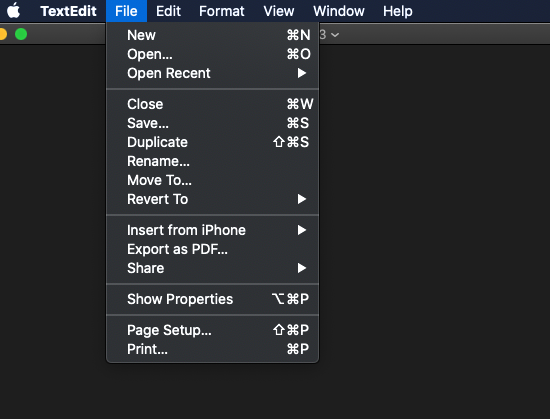 TextEdit File Edit Format View Window Help
3
New ⌘N
Open... ⌘O
Open Recent
Close ⌘W
Save... ⌘S
Duplicate ⇧⌘S
Rename...
Move To...
Revert To
Insert from iPhone
Export as PDF...
Share
Show Properties ⌥⌘P
Page Setup... ⇧⌘P
Print... ⌘P